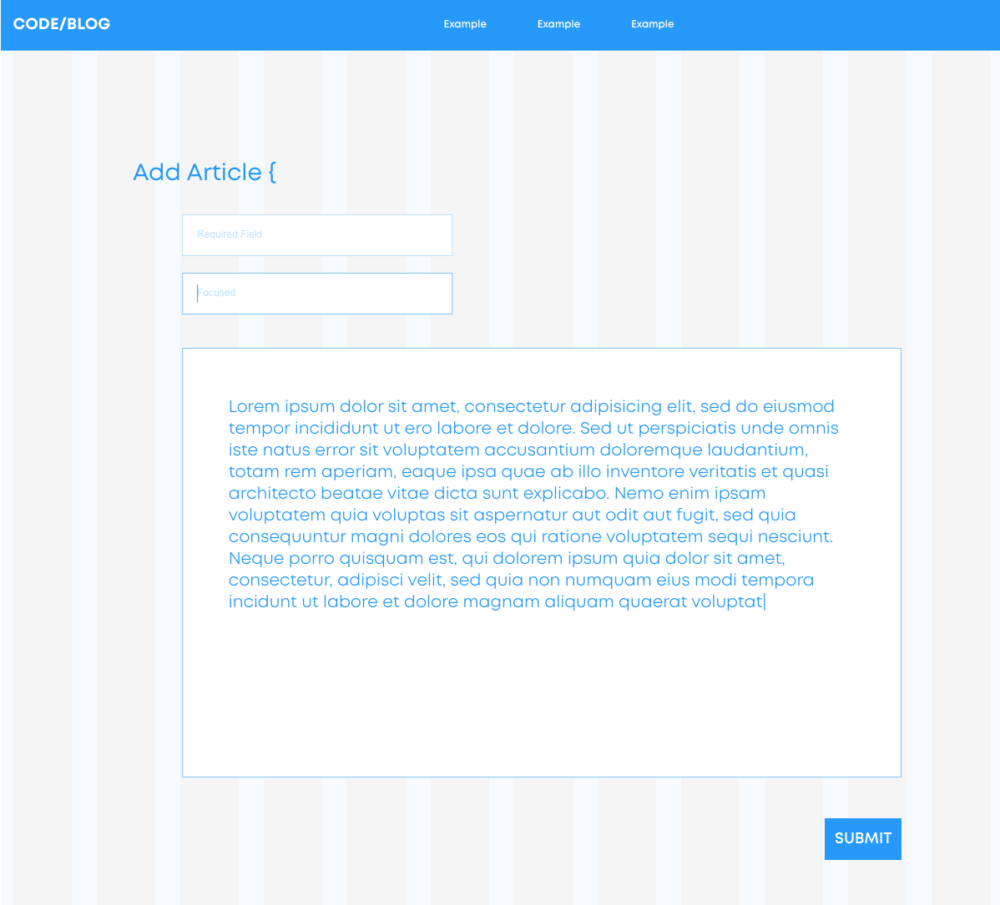 CODE/BLOG Example Example Example
Add Article {
Required Field
Focused
Lorem ipsum dolor sit amet, consectetur adipisicing elit, sed do eiusmod
tempor incididunt ut ero labore et dolore. Sed ut perspiciatis unde omnis
iste natus error sit voluptatem accusantium doloremque laudantium,
totam rem aperiam, eaque ipsa quae ab illo inventore veritatis et quasi
architecto beatae vitae dicta sunt explicabo. Nemo enim ipsam
voluptatem quia voluptas sit aspernatur aut odit aut fugit, sed quia
consequuntur magni dolores eos qui ratione voluptatem sequi nesciunt.
Neque porro quisquam est, qui dolorem ipsum quia dolor sit amet,
consectetur, adipisci velit, sed quia non numquam eius modi tempora
incidunt ut labore et dolore magnam aliquam quaerat voluptat
SUBMIT